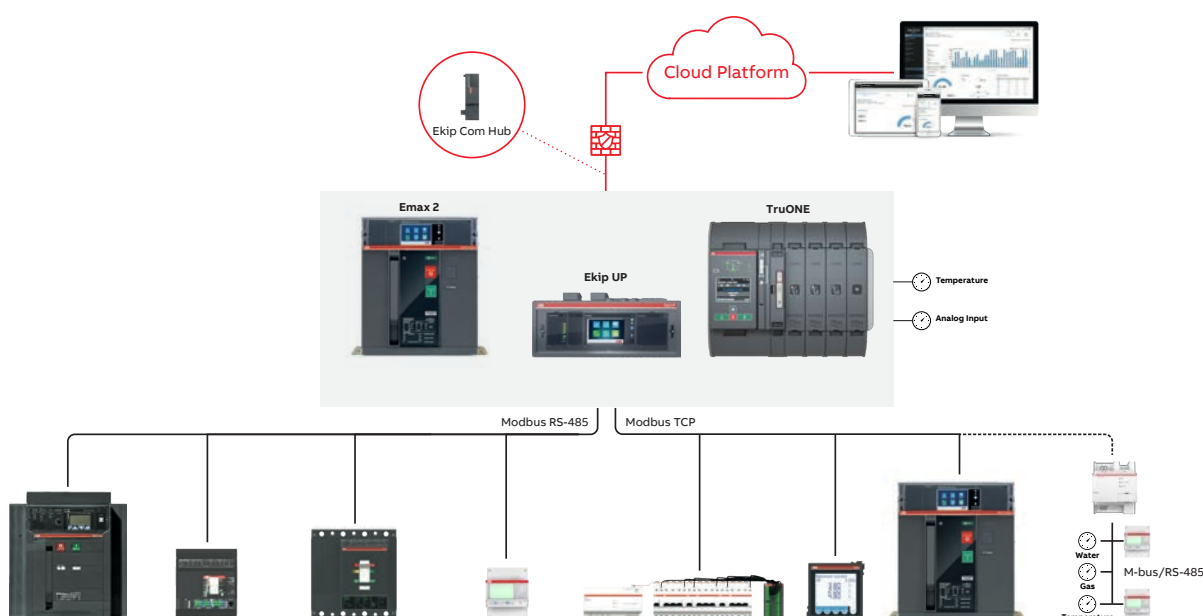 Cloud Platform
Ekip Com Hub
Emax 2
TruONE
Ekip UP
Temperature
Analog Input
Modbus RS-485
Modbus TCP
Water
M-bus/RS-485
Gas